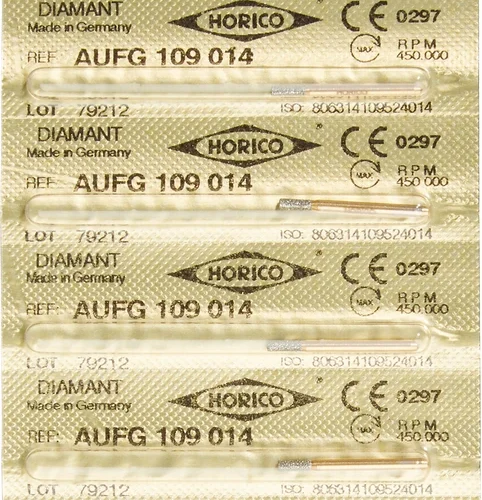 DIAMANT
Made in Germany
HORICO
CE 0297
REF: AUFG 109 014
MAX
RPM
450.000
LOT 79212
ISO: 806314109524014
DIAMANT
Made in Germany
HORICO
CE 0297
REF: AUFG 109 014
MAX
RPM
450.000
LOT 79212
ISO: 806314109524014
DIAMANT
Made in Germany
HORICO
CE 0297
REF: AUFG 109 014
MAX
RPM
450.000
LOT 79212
ISO: 806314109524014
DIAMANT
Made in Germany
HORICO
CE 0297
REF: AUFG 109 014
MAX
RPM
450.000
LOT 79212
ISO: 806314109524014